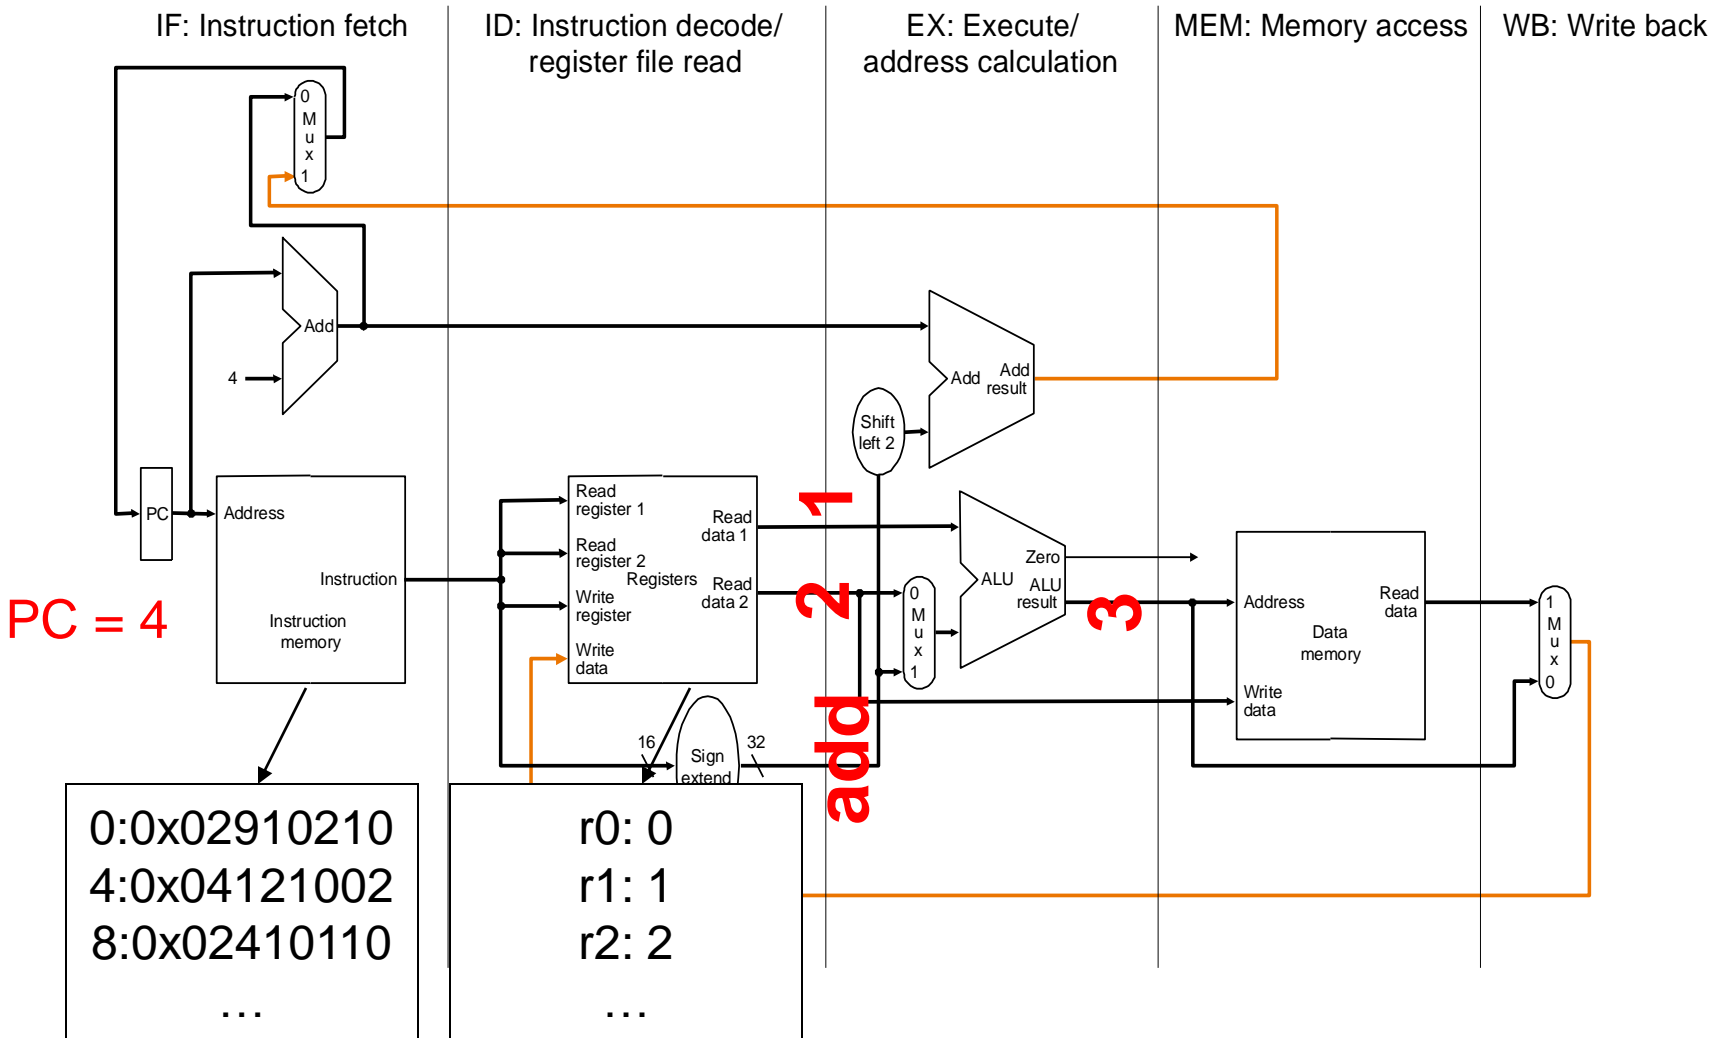 IF: Instruction fetch
ID: Instruction decode/
register file read
EX: Execute/
address calculation
MEM: Memory access
WB: Write back
0
M
u
x
1
Add
4
Add
Add
result
Shift
left 2
PC
Address
Instruction
Instruction
memory
PC = 4
Read
register 1
Read
register 2
Write
register
Write
data
Registers
Read
data 1
Read
data 2
1
2
add
0
M
u
x
1
Zero
ALU
ALU
result
3
Address
Read
data
Data
memory
Write
data
1
M
u
x
0
16
Sign
extend
32
0:0x02910210
4:0x04121002
8:0x02410110
...
r0: 0
r1: 1
r2: 2
...